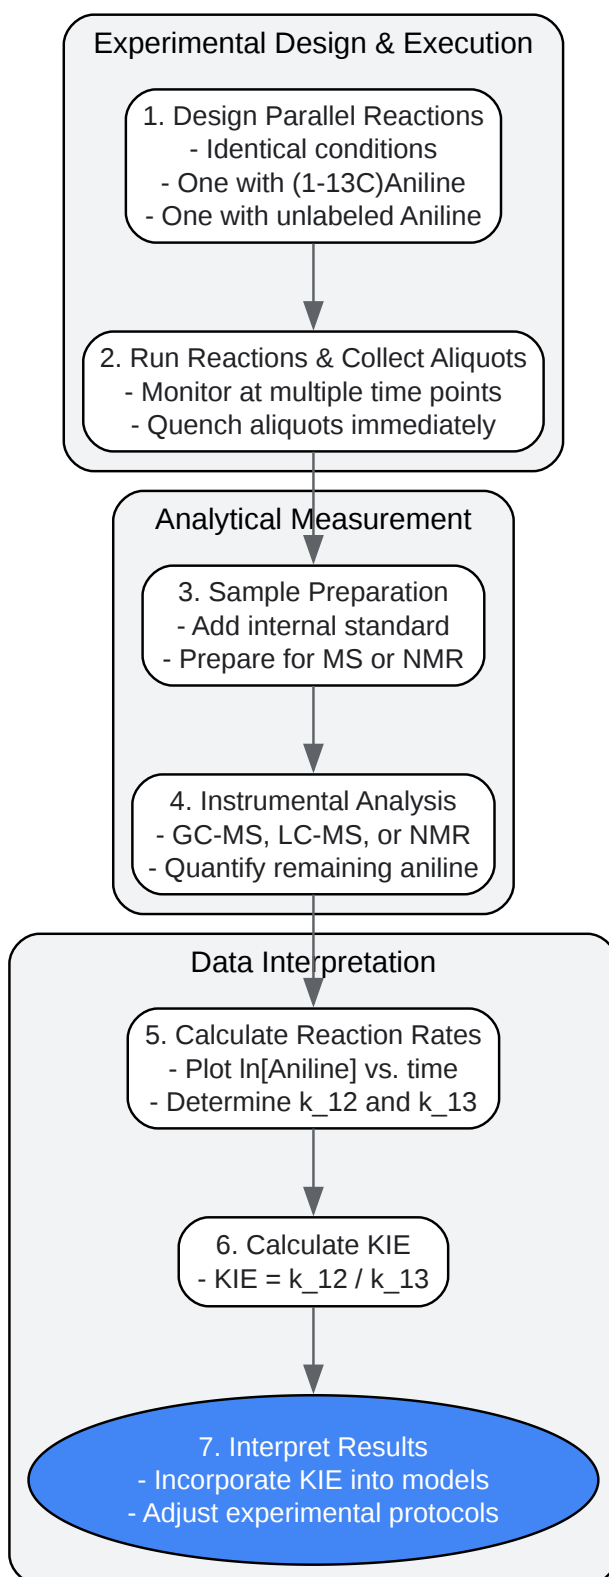 Experimental Design & Execution
1. Design Parallel Reactions
- Identical conditions
- One with (1-13C)Aniline
- One with unlabeled Aniline
2. Run Reactions & Collect Aliquots
- Monitor at multiple time points
- Quench aliquots immediately
Analytical Measurement
3. Sample Preparation
- Add internal standard
- Prepare for MS or NMR
4. Instrumental Analysis
- GC-MS, LC-MS, or NMR
- Quantify remaining aniline
Data Interpretation
5. Calculate Reaction Rates
- Plot ln[Aniline] vs. time
- Determine k_12 and k_13
6. Calculate KIE
- KIE = k_12 / k_13
7. Interpret Results
- Incorporate KIE into models
- Adjust experimental protocols